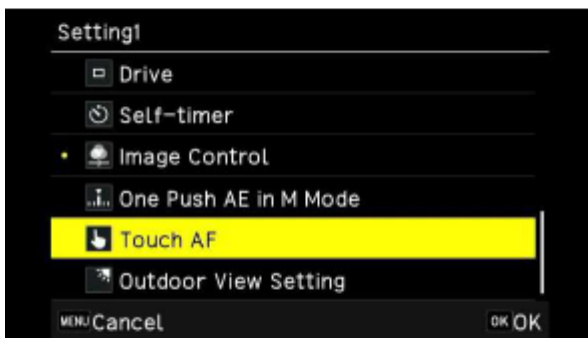 Setting1
Drive
Self-timer
Image Control
One Push AE in M Mode
Touch AF
Outdoor View Setting
MENU Cancel OK OK